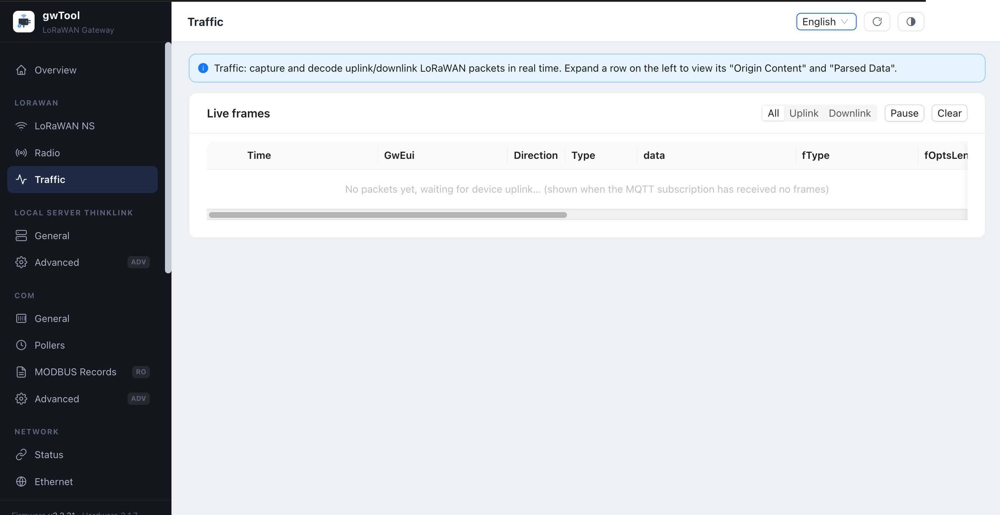 gwTool
LoRaWAN Gateway
Overview
LORAWAN
LoRaWAN NS
Radio
Traffic
LOCAL SERVER THINKLINK
General
Advanced ADV
COM
General
Pollers
MODBUS Records RO
Advanced ADV
NETWORK
Status
Ethernet
Traffic
English
Traffic: capture and decode uplink/downlink LoRaWAN packets in real time. Expand a row on the left to view its "Origin Content" and "Parsed Data".
Live frames
All Uplink Downlink Pause Clear
Time GwEui Direction Type data fType fOptsLen
No packets yet, waiting for device uplink... (shown when the MQTT subscription has received no frames)